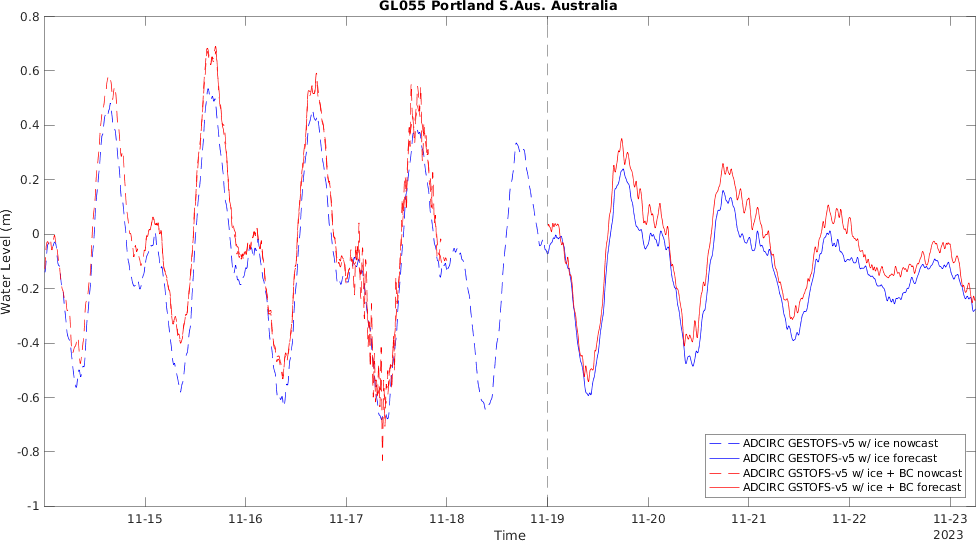 GL055 Portland S.Aus. Australia
0.8
0.6
0.4
0.2
0
-0.2
-0.4
-0.6
-0.8
-1
Water Level (m)
ADCIRC GESTOFS-v5 w/ ice nowcast
ADCIRC GESTOFS-v5 w/ ice forecast
ADCIRC GSTOFS-v5 w/ ice + BC nowcast
ADCIRC GSTOFS-v5 w/ ice + BC forecast
11-15 11-16 11-17 11-18 11-19 11-20 11-21 11-22 11-23
Time
2023